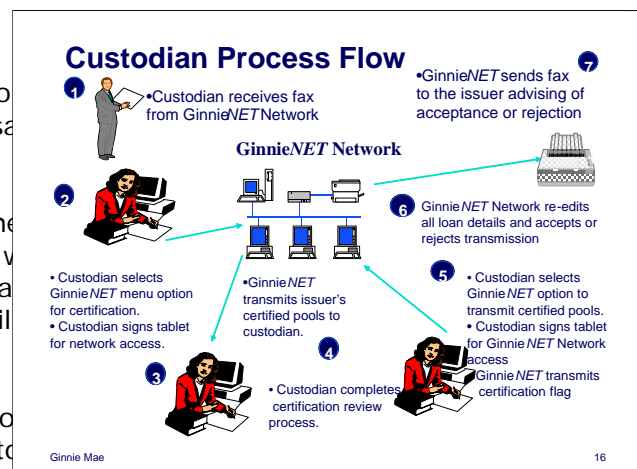 Custodian Process Flow
1
•Custodian receives fax
from GinnieNET Network
7
•GinnieNET sends fax
to the issuer advising of
acceptance or rejection
GinnieNET Network
2
• Custodian selects
GinnieNET menu option
for certification.
• Custodian signs tablet
for network access.
3
•GinnieNET
transmits issuer's
certified pools to
custodian.
4
• Custodian completes
certification review
process.
6
GinnieNET Network re-edits
all loan details and accepts or
rejects transmission
5
• Custodian selects
GinnieNET option to
transmit certified pools.
• Custodian signs tablet
for GinnieNET Network
access
GinnieNET transmits
certification flag
Ginnie Mae
16